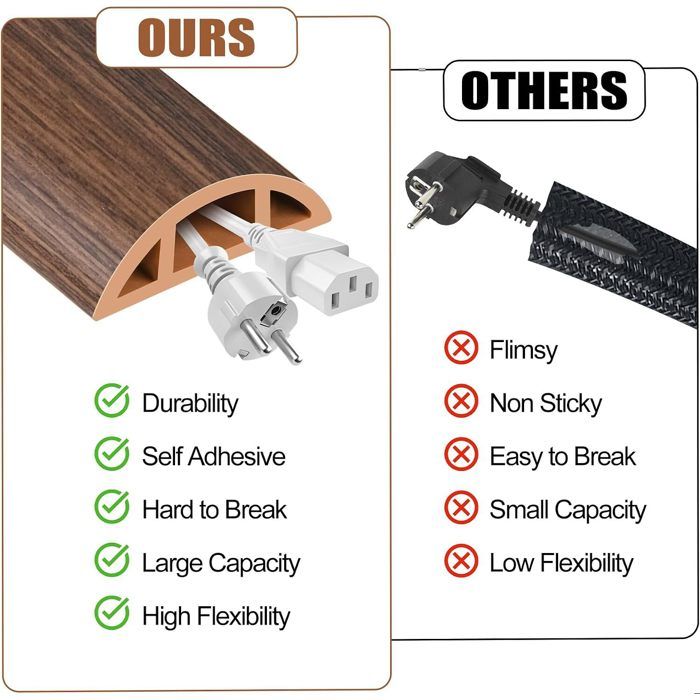 OURS
Durability
Self Adhesive
Hard to Break
Large Capacity
High Flexibility
OTHERS
Flimsy
Non Sticky
Easy to Break
Small Capacity
Low Flexibility